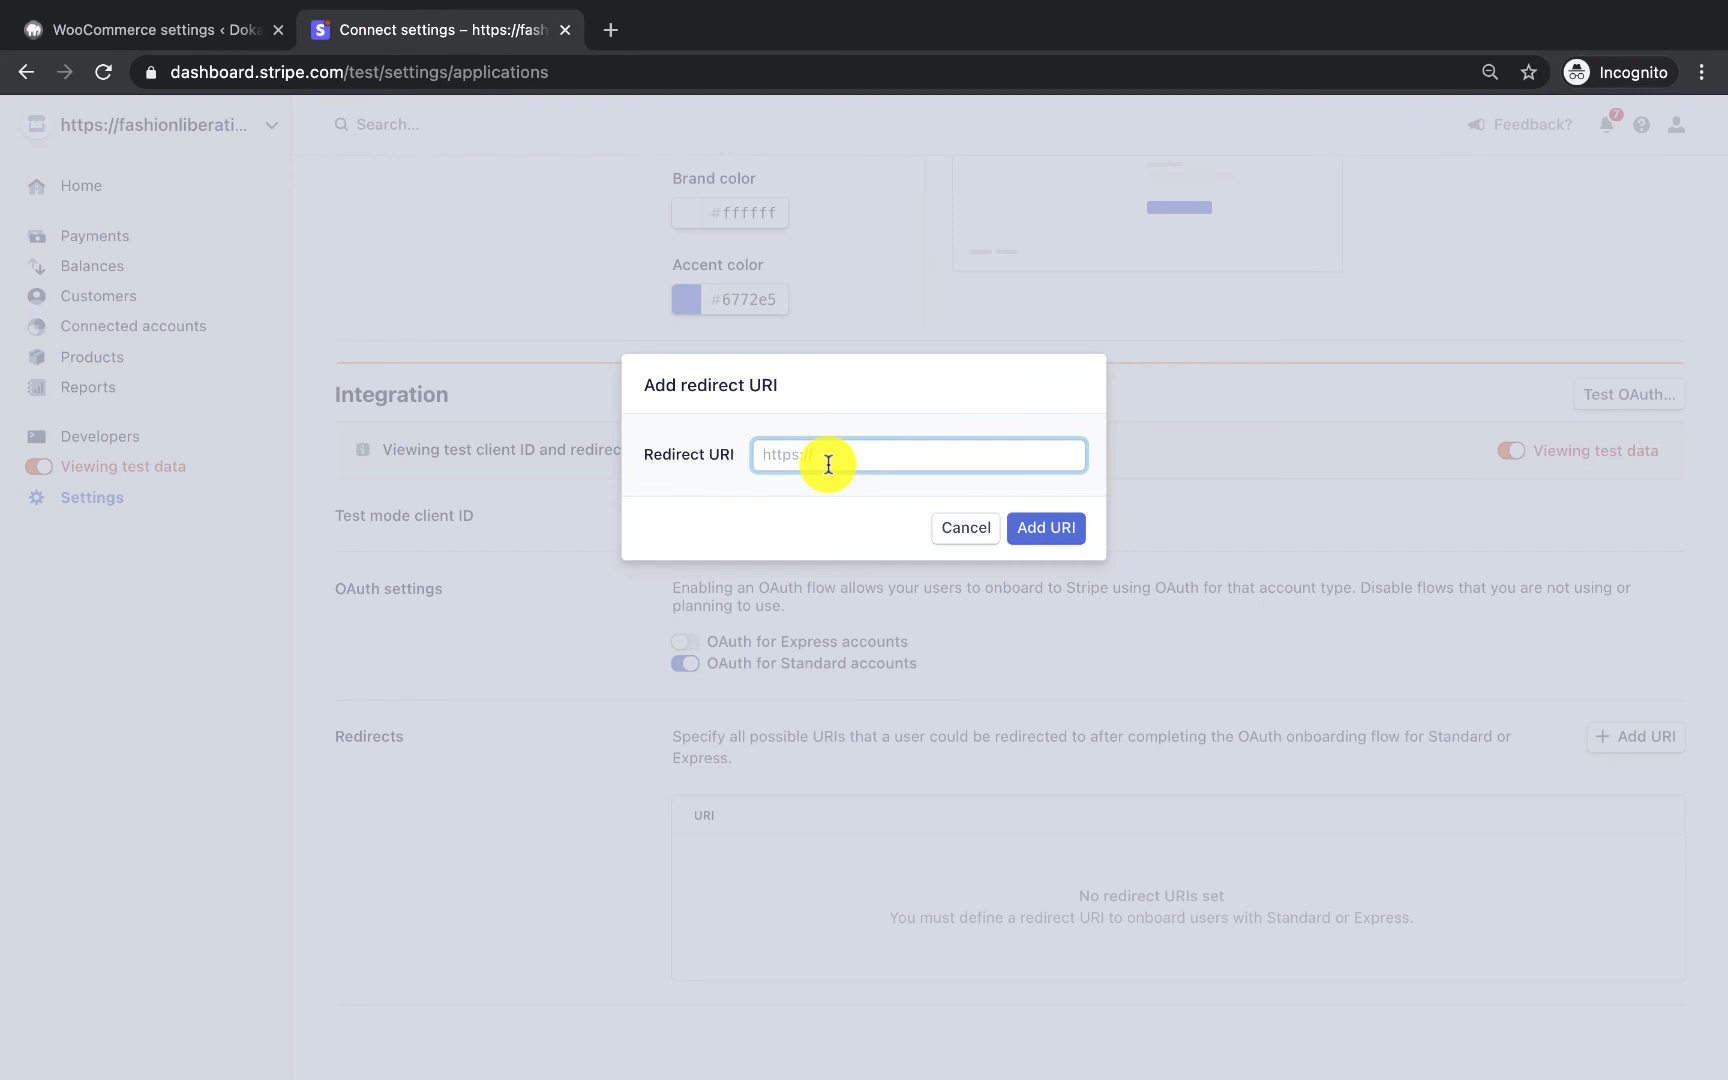 WooCommerce settings ‹ Doka
Connect settings – https://fash
dashboard.stripe.com/test/settings/applications
Incognito
https://fashionliberati...
Search...
Feedback?
7
Home
Payments
Balances
Customers
Connected accounts
Products
Reports
Developers
Viewing test data
Settings
Brand color
#ffffff
Accent color
#6772e5
Integration
Test OAuth...
Viewing test client ID and redirec
Viewing test data
Add redirect URI
Redirect URI
https://
Cancel
Add URI
Test mode client ID
OAuth settings
Enabling an OAuth flow allows your users to onboard to Stripe using OAuth for that account type. Disable flows that you are not using or
planning to use.
OAuth for Express accounts
OAuth for Standard accounts
Redirects
Specify all possible URIs that a user could be redirected to after completing the OAuth onboarding flow for Standard or
Express.
+ Add URI
URI
No redirect URIs set
You must define a redirect URI to onboard users with Standard or Express.